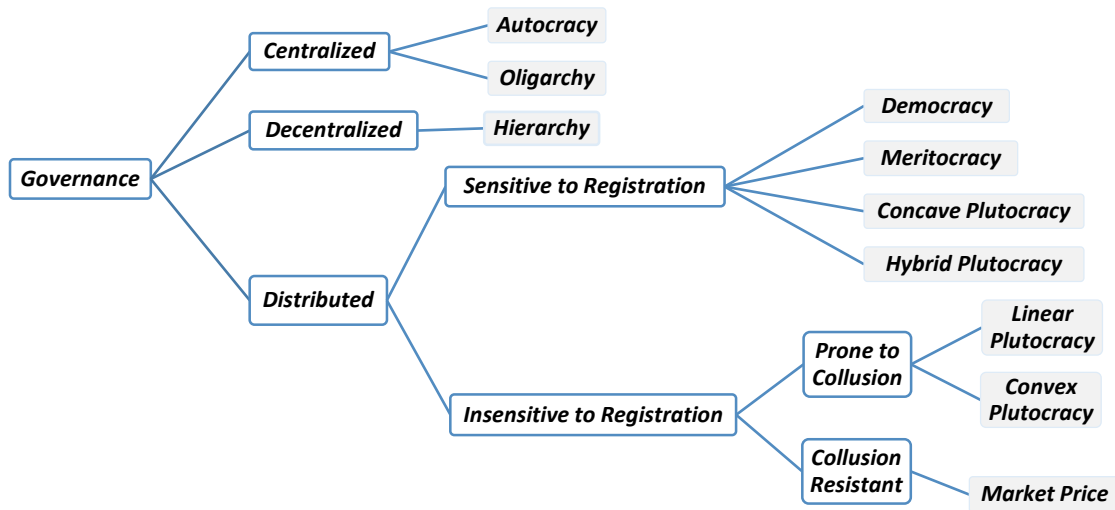 Autocracy
Centralized
Oligarchy
Democracy
Decentralized
Hierarchy
Meritocracy
Governance
Sensitive to Registration
Concave Plutocracy
Hybrid Plutocracy
Distributed
Linear
Plutocracy
Prone to
Collusion
Convex
Plutocracy
Insensitive to Registration
Collusion
Resistant
Market Price